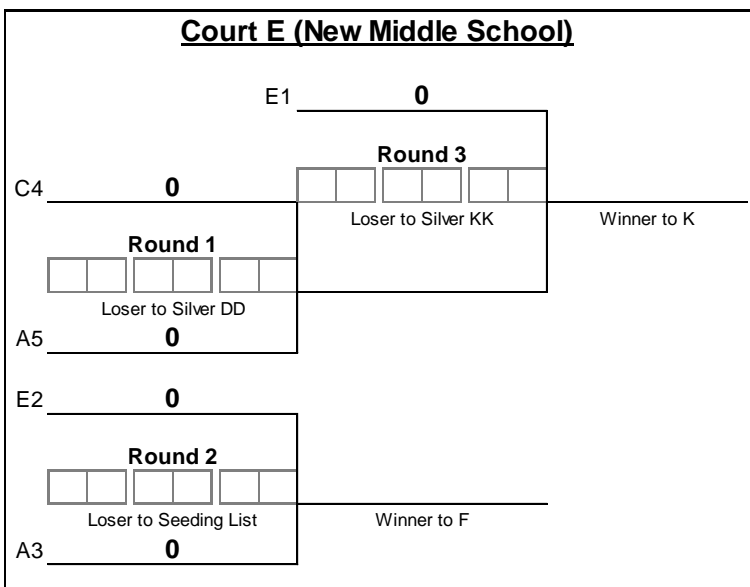 Court E (New Middle School)
E1 0
Round 3
C4 0
Loser to Silver KK Winner to K
Round 1
Loser to Silver DD
A5 0
E2 0
Round 2
Loser to Seeding List Winner to F
A3 0